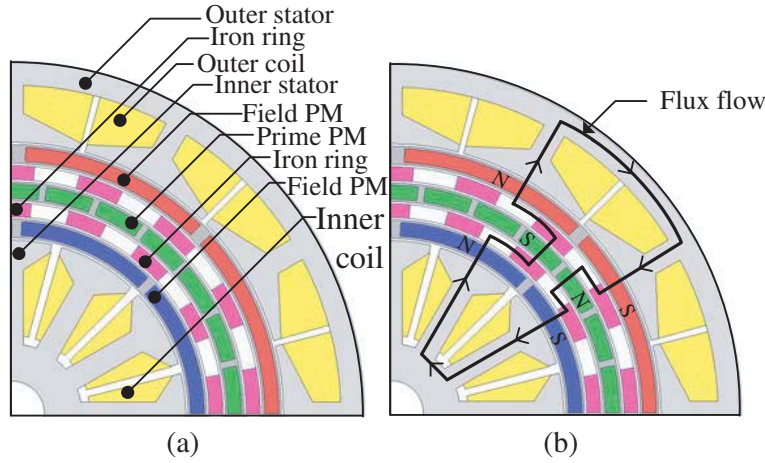 Outer stator
Iron ring
Outer coil
Inner stator
Field PM
Prime PM
Iron ring
Field PM
Inner
coil
(a)
Flux flow
N
S
N
N
S
S
(b)